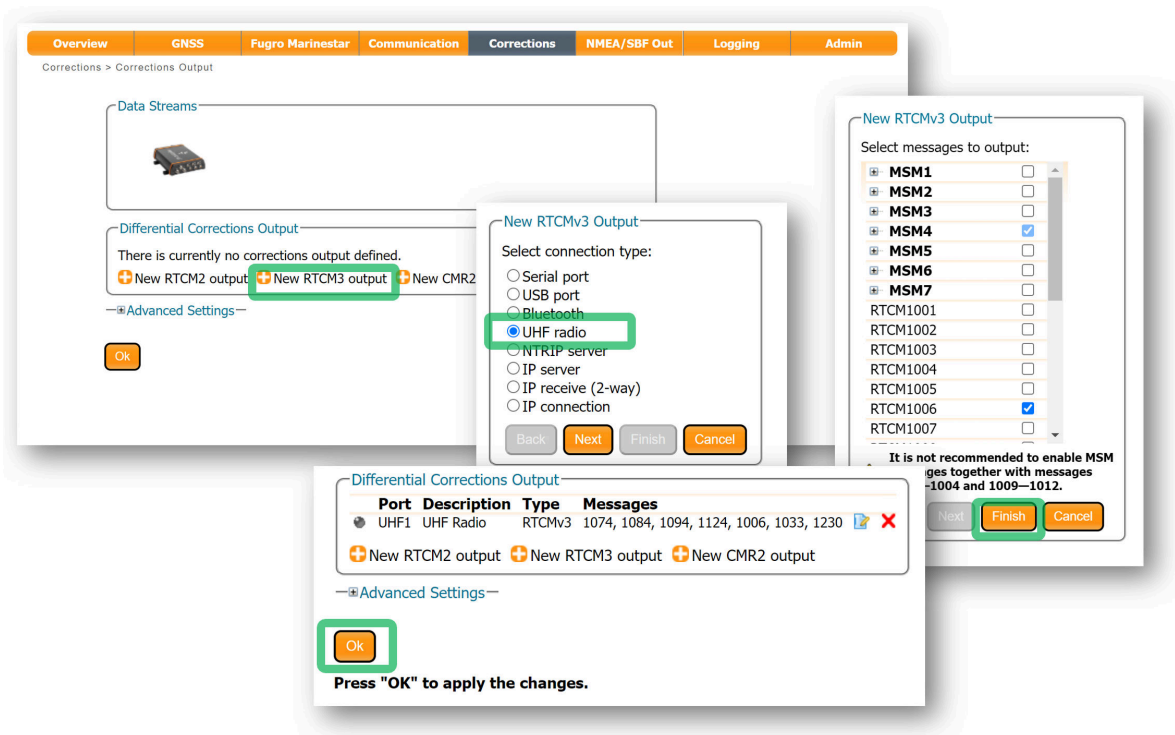 Overview GNSS Fugro Marinestar Communication Corrections NMEA/SBF Out Logging Admin
Corrections > Corrections Output
Data Streams
Differential Corrections Output
There is currently no corrections output defined.
New RTCM2 output New RTCM3 output New CMR2
Advanced Settings
Ok
New RTCMv3 Output
Select connection type:
Serial port
USB port
Bluetooth
UHF radio
NTRIP server
IP server
IP receive (2-way)
IP connection
Back Next Finish Cancel
New RTCMv3 Output
Select messages to output:
MSM1
MSM2
MSM3
MSM4
MSM5
MSM6
MSM7
RTCM1001
RTCM1002
RTCM1003
RTCM1004
RTCM1005
RTCM1006
RTCM1007
It is not recommended to enable MSM
ges together with messages
—1004 and 1009—1012.
Next Finish Cancel
Differential Corrections Output
Port Description Type Messages
UHF1 UHF Radio RTCMv3 1074, 1084, 1094, 1124, 1006, 1033, 1230
New RTCM2 output New RTCM3 output New CMR2 output
Advanced Settings
Ok
Press "OK" to apply the changes.